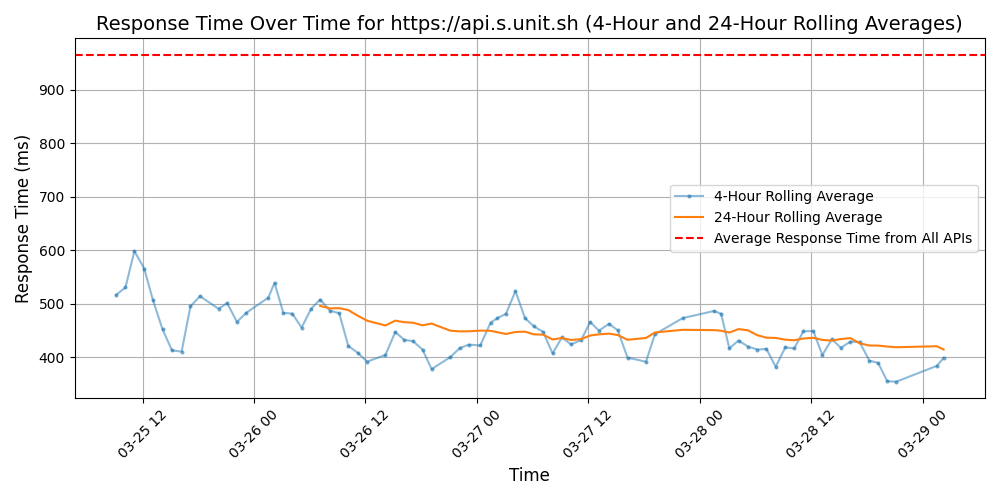 Response Time Over Time for https://api.s.unit.sh (4-Hour and 24-Hour Rolling Averages)
Response Time (ms)
900
800
700
600
500
400
4-Hour Rolling Average
24-Hour Rolling Average
Average Response Time from All APIs
03-25 12
03-26 00
03-26 12
03-27 00
03-27 12
03-28 00
03-28 12
03-29 00
Time